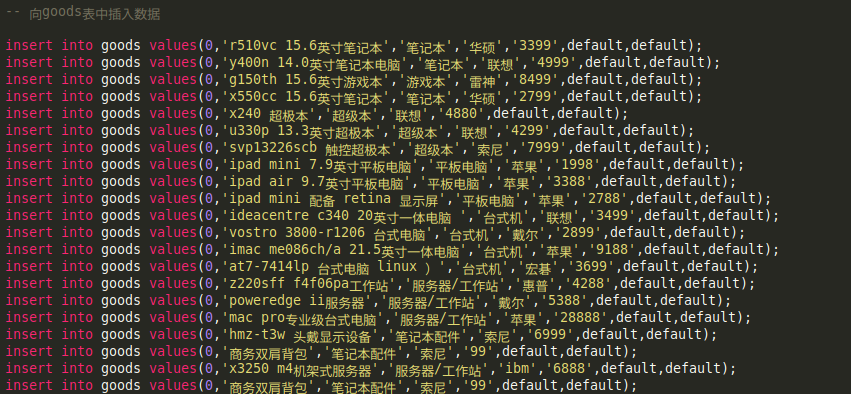 -- 向goods表中插入数据
insert into goods values(0,'r510vc 15.6英寸笔记本','笔记本','华硕','3399',default,default);
insert into goods values(0,'y400n 14.0英寸笔记本电脑','笔记本','联想','4999',default,default);
insert into goods values(0,'g150th 15.6英寸游戏本','游戏本','雷神','8499',default,default);
insert into goods values(0,'x550cc 15.6英寸笔记本','笔记本','华硕','2799',default,default);
insert into goods values(0,'x240 超极本','超级本','联想','4880',default,default);
insert into goods values(0,'u330p 13.3英寸超极本','超级本','联想','4299',default,default);
insert into goods values(0,'svp13226scb 触控超极本','超级本','索尼','7999',default,default);
insert into goods values(0,'ipad mini 7.9英寸平板电脑','平板电脑','苹果','1998',default,default);
insert into goods values(0,'ipad air 9.7英寸平板电脑','平板电脑','苹果','3388',default,default);
insert into goods values(0,'ipad mini 配备 retina 显示屏','平板电脑','苹果','2788',default,default);
insert into goods values(0,'ideacentre c340 20英寸一体电脑 ','台式机','联想','3499',default,default);
insert into goods values(0,'vostro 3800-r1206 台式电脑','台式机','戴尔','2899',default,default);
insert into goods values(0,'imac me086ch/a 21.5英寸一体电脑','台式机','苹果','9188',default,default);
insert into goods values(0,'at7-7414lp 台式电脑 linux ）','台式机','宏碁','3699',default,default);
insert into goods values(0,'z220sff f4f06pa工作站','服务器/工作站','惠普','4288',default,default);
insert into goods values(0,'poweredge ii服务器','服务器/工作站','戴尔','5388',default,default);
insert into goods values(0,'mac pro专业级台式电脑','服务器/工作站','苹果','28888',default,default);
insert into goods values(0,'hmz-t3w 头戴显示设备','笔记本配件','索尼','6999',default,default);
insert into goods values(0,'商务双肩背包','笔记本配件','索尼','99',default,default);
insert into goods values(0,'x3250 m4机架式服务器','服务器/工作站','ibm','6888',default,default);
insert into goods values(0,'商务双肩背包','笔记本配件','索尼','99',default,default);